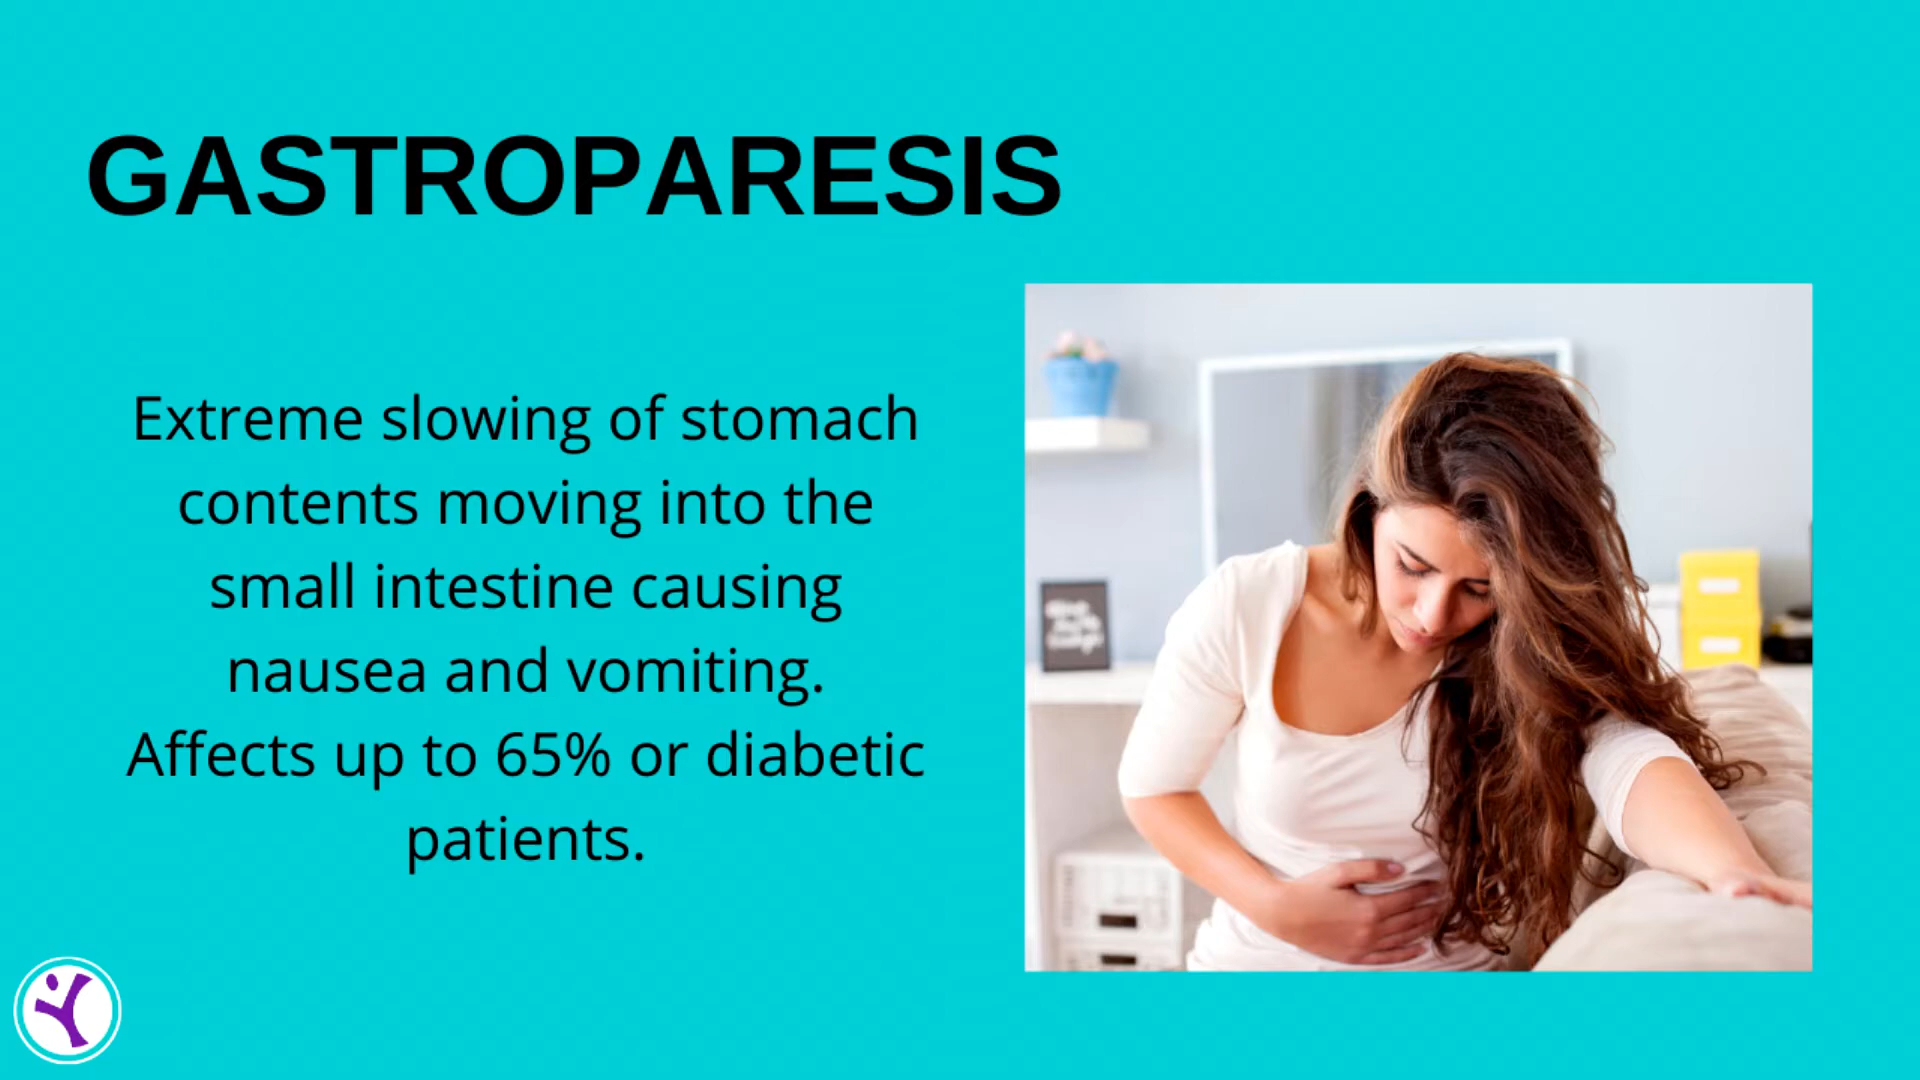 GASTROPARESIS
Extreme slowing of stomach
contents moving into the
small intestine causing
nausea and vomiting.
Affects up to 65% or diabetic
patients.